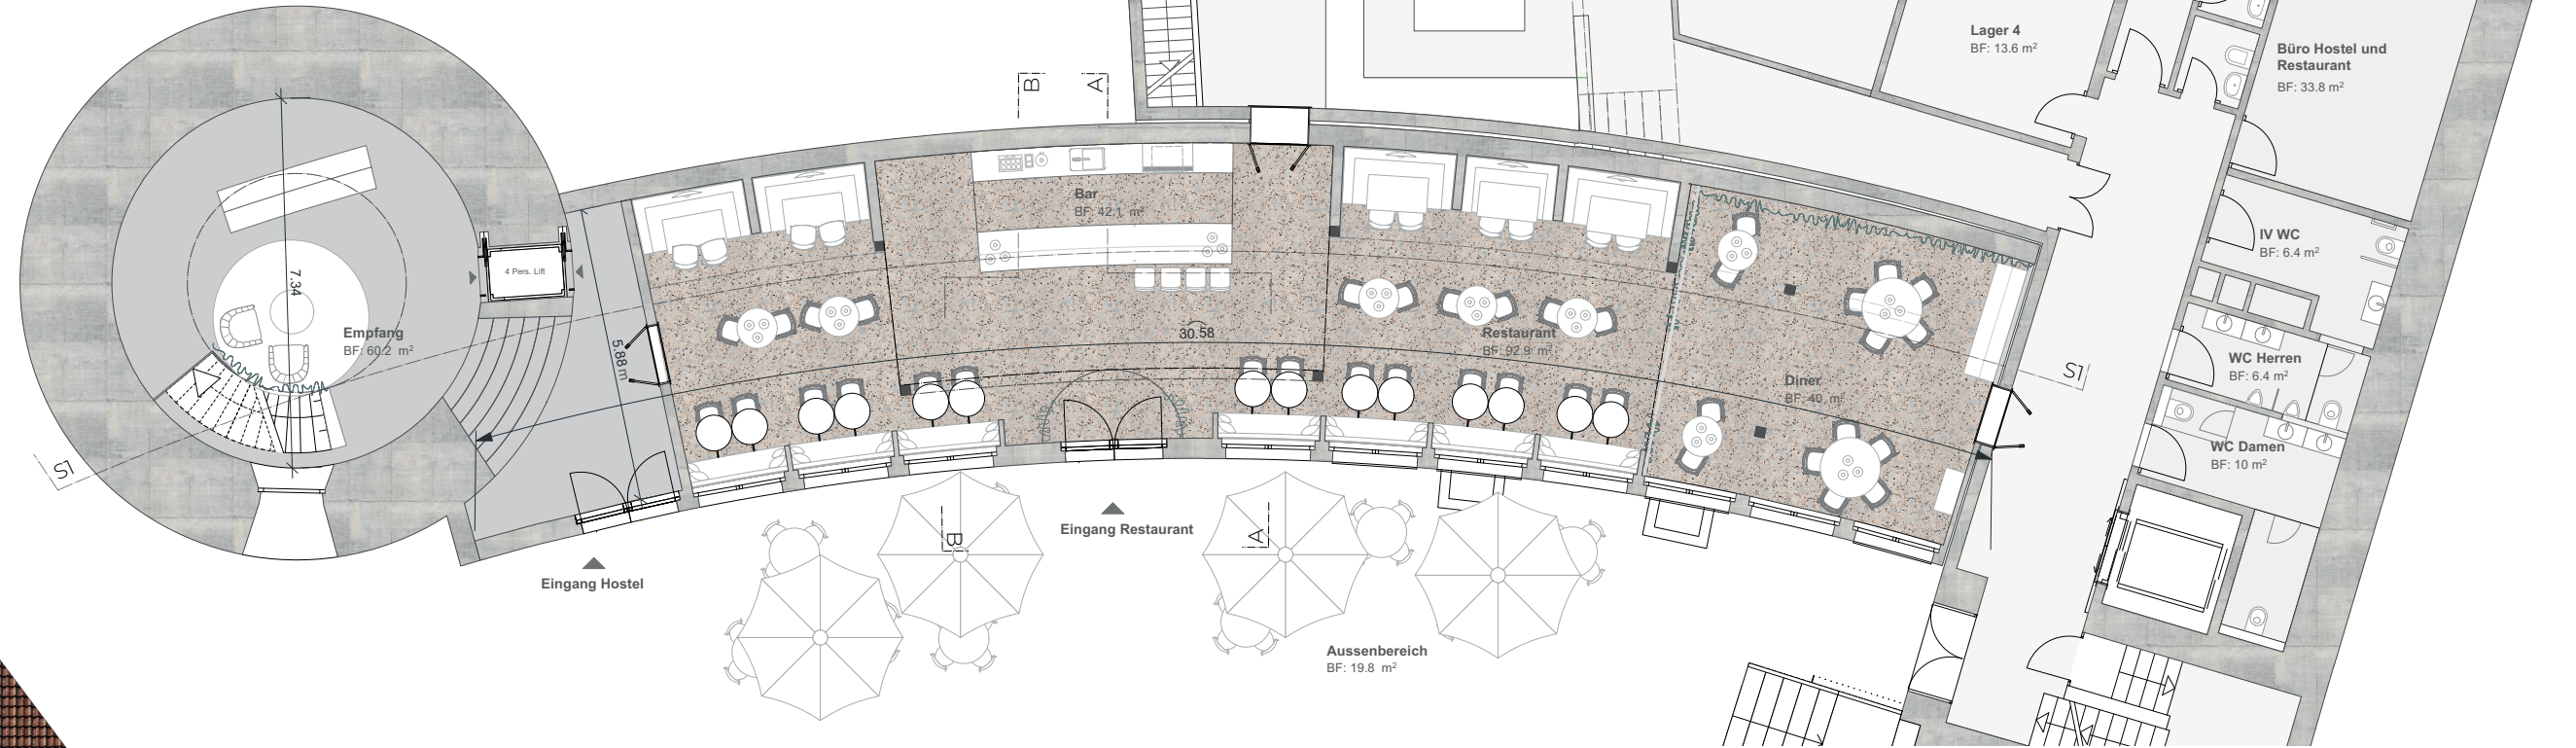 Lager 4
BF: 13.6 m²
Büro Hostel und
Restaurant
BF: 33.8 m²
B
A
Bar
BF: 42.1 m²
IV WC
BF: 6.4 m²
4 Pers. Lift
7.34
Empfang
BF: 60.2 m²
5.88 m
30.58
Restaurant
BF: 92.9 m²
WC Herren
BF: 6.4 m²
Diner
BF: 40 m²
S1
WC Damen
BF: 10 m²
S1
Eingang Restaurant
B
A
Eingang Hostel
Aussenbereich
BF: 19.8 m²